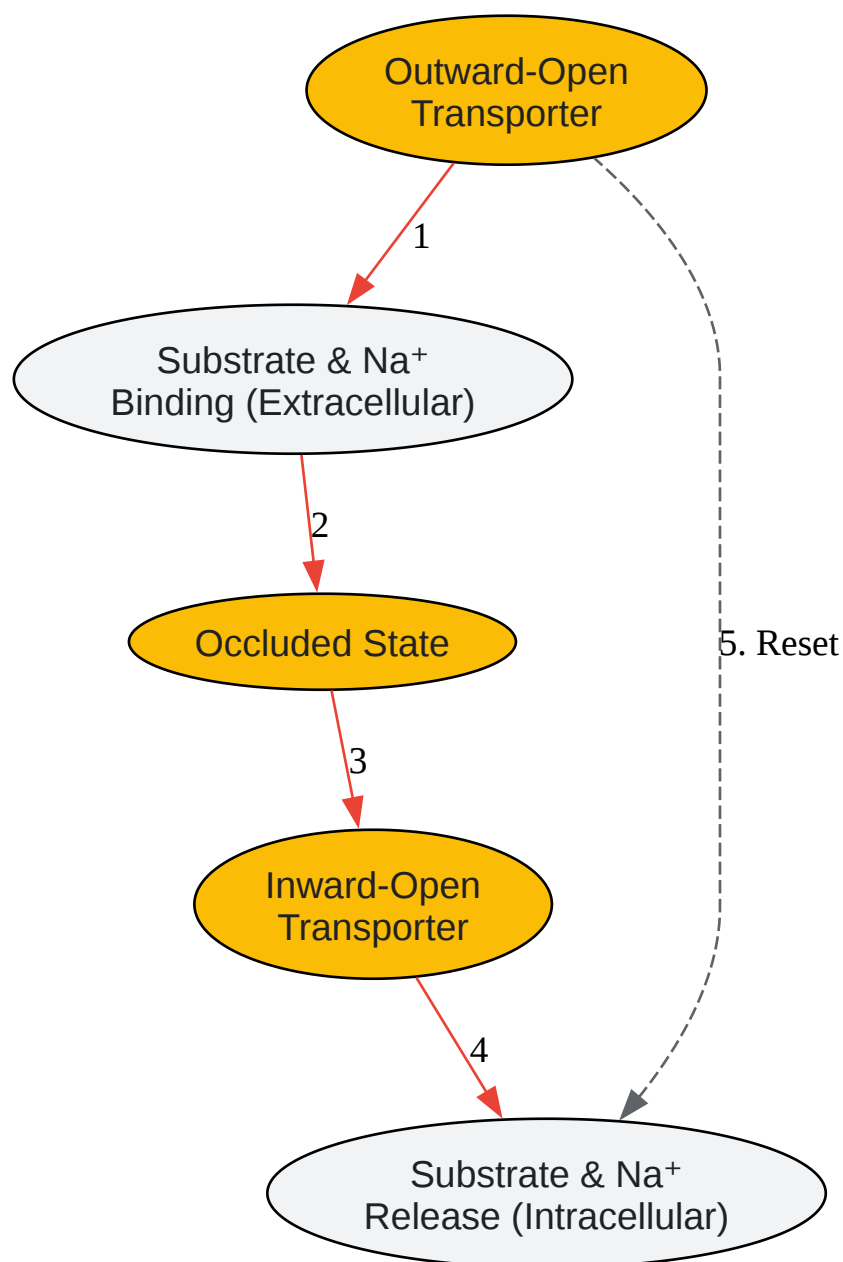 Outward-Open
Transporter
1
Substrate & Na⁺
Binding (Extracellular)
2
Occluded State
5. Reset
3
Inward-Open
Transporter
4
Substrate & Na⁺
Release (Intracellular)